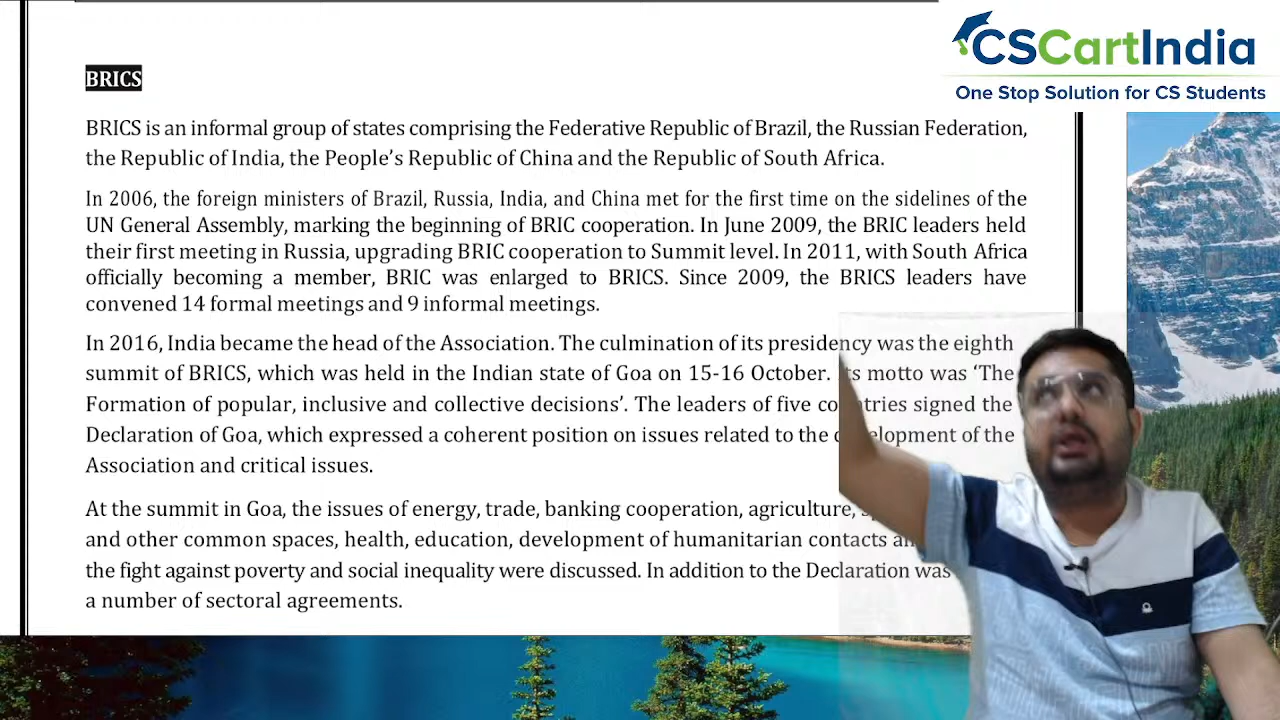 CSCartIndia
One Stop Solution for CS Students
BRICS
BRICS is an informal group of states comprising the Federative Republic of Brazil, the Russian Federation,
the Republic of India, the People’s Republic of China and the Republic of South Africa.
In 2006, the foreign ministers of Brazil, Russia, India, and China met for the first time on the sidelines of the
UN General Assembly, marking the beginning of BRIC cooperation. In June 2009, the BRIC leaders held
their first meeting in Russia, upgrading BRIC cooperation to Summit level. In 2011, with South Africa
officially becoming a member, BRIC was enlarged to BRICS. Since 2009, the BRICS leaders have
convened 14 formal meetings and 9 informal meetings.
In 2016, India became the head of the Association. The culmination of its presidency was the eighth
summit of BRICS, which was held in the Indian state of Goa on 15-16 October. Its motto was ‘The
Formation of popular, inclusive and collective decisions’. The leaders of five countries signed the
Declaration of Goa, which expressed a coherent position on issues related to the development of the
Association and critical issues.
At the summit in Goa, the issues of energy, trade, banking cooperation, agriculture,
and other common spaces, health, education, development of humanitarian contacts
the fight against poverty and social inequality were discussed. In addition to the Declaration was
a number of sectoral agreements.